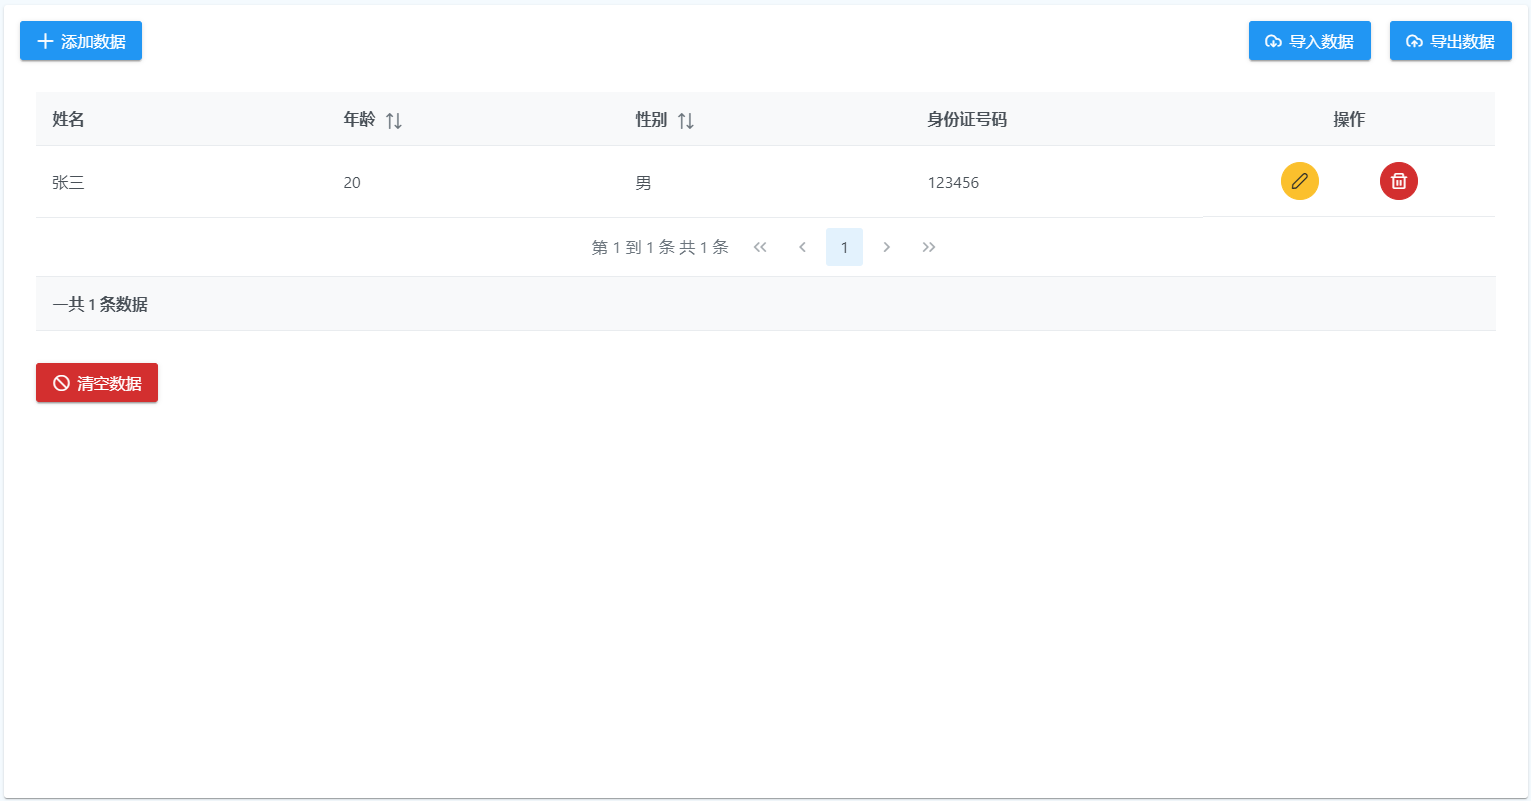 添加数据 导入数据 导出数据
姓名 年龄 性别 身份证号码 操作
张三 20 男 123456
第 1 到 1 条 共 1 条 1
一共 1 条数据
清空数据